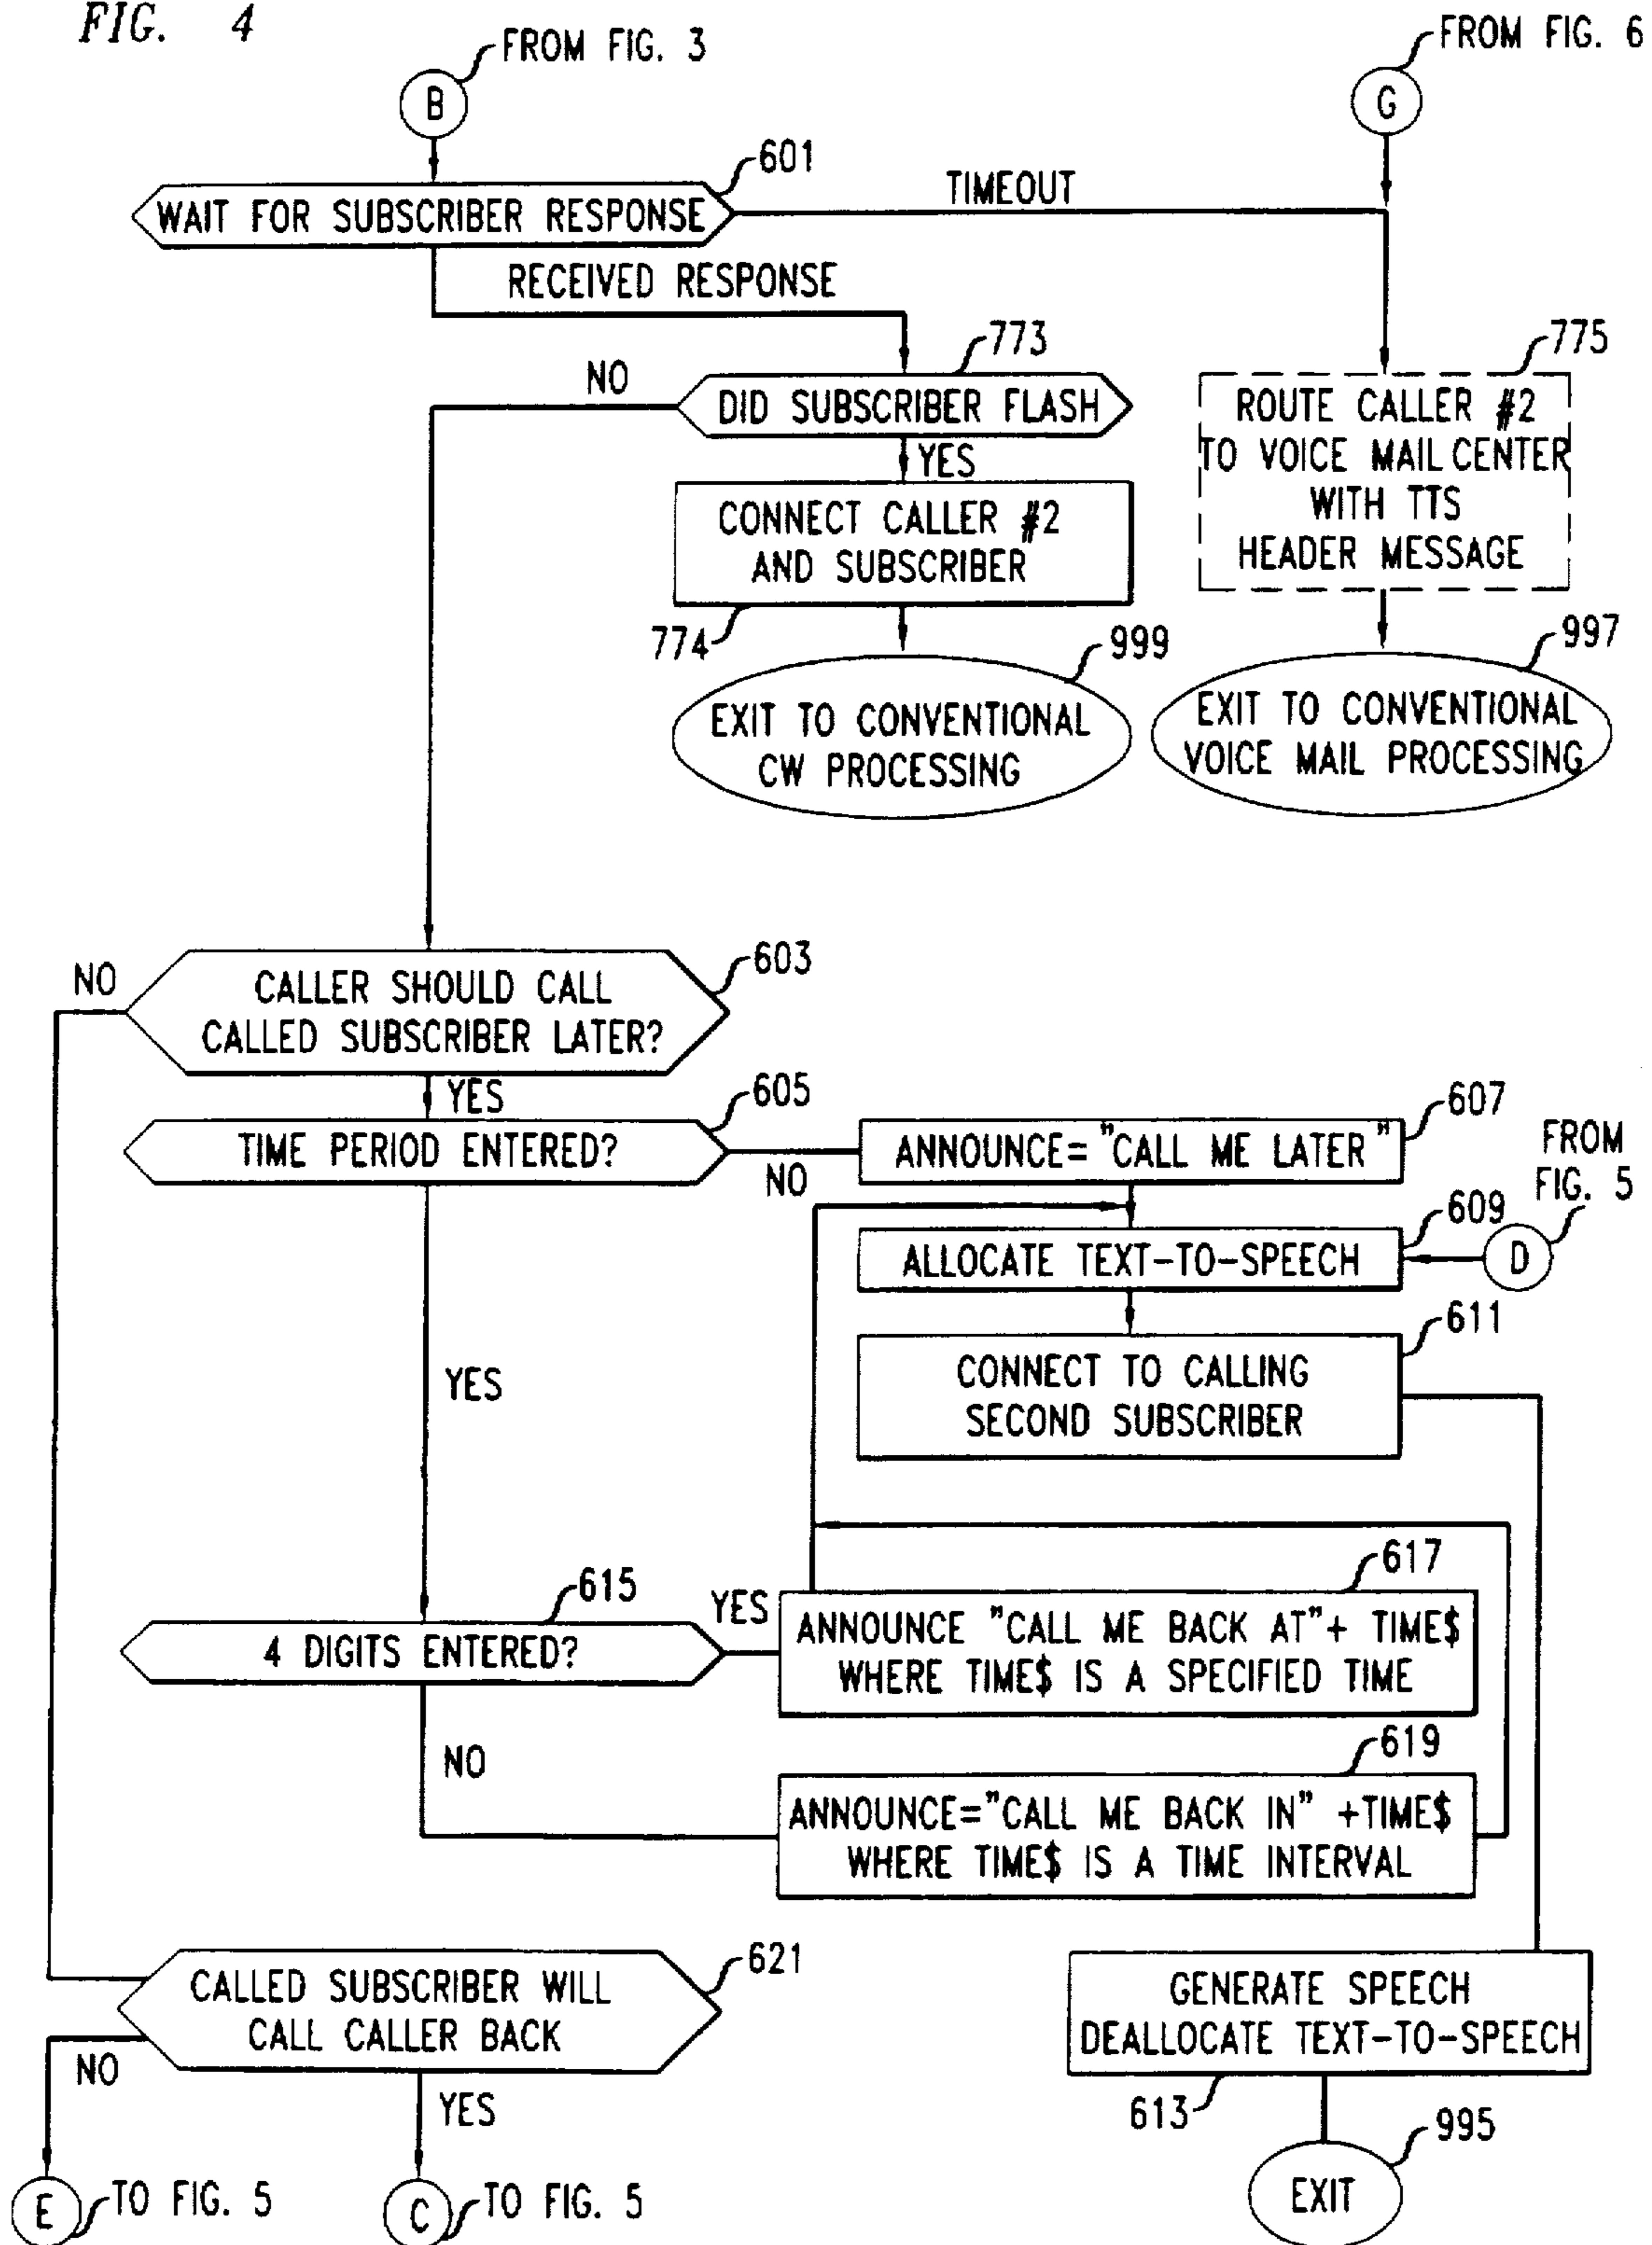 FIG. 4
FROM FIG. 3
FROM FIG. 6
B
G
601
WAIT FOR SUBSCRIBER RESPONSE
TIMEOUT
RECEIVED RESPONSE
773
775
NO
DID SUBSCRIBER FLASH
YES
ROUTE CALLER #2
TO VOICE MAIL CENTER
WITH TTS
HEADER MESSAGE
CONNECT CALLER #2
AND SUBSCRIBER
774
999
997
EXIT TO CONVENTIONAL
CW PROCESSING
EXIT TO CONVENTIONAL
VOICE MAIL PROCESSING
603
NO
CALLER SHOULD CALL
CALLED SUBSCRIBER LATER?
YES
605
TIME PERIOD ENTERED?
NO
607
ANNOUNCE= "CALL ME LATER"
FROM
FIG. 5
609
ALLOCATE TEXT-TO-SPEECH
D
611
CONNECT TO CALLING
SECOND SUBSCRIBER
YES
615
617
4 DIGITS ENTERED?
YES
ANNOUNCE "CALL ME BACK AT"+ TIME$
WHERE TIME$ IS A SPECIFIED TIME
NO
619
ANNOUNCE="CALL ME BACK IN" +TIME$
WHERE TIME$ IS A TIME INTERVAL
621
CALLED SUBSCRIBER WILL
CALL CALLER BACK
GENERATE SPEECH
DEALLOCATE TEXT-TO-SPEECH
NO
YES
613
995
EXIT
E
TO FIG. 5
C
TO FIG. 5